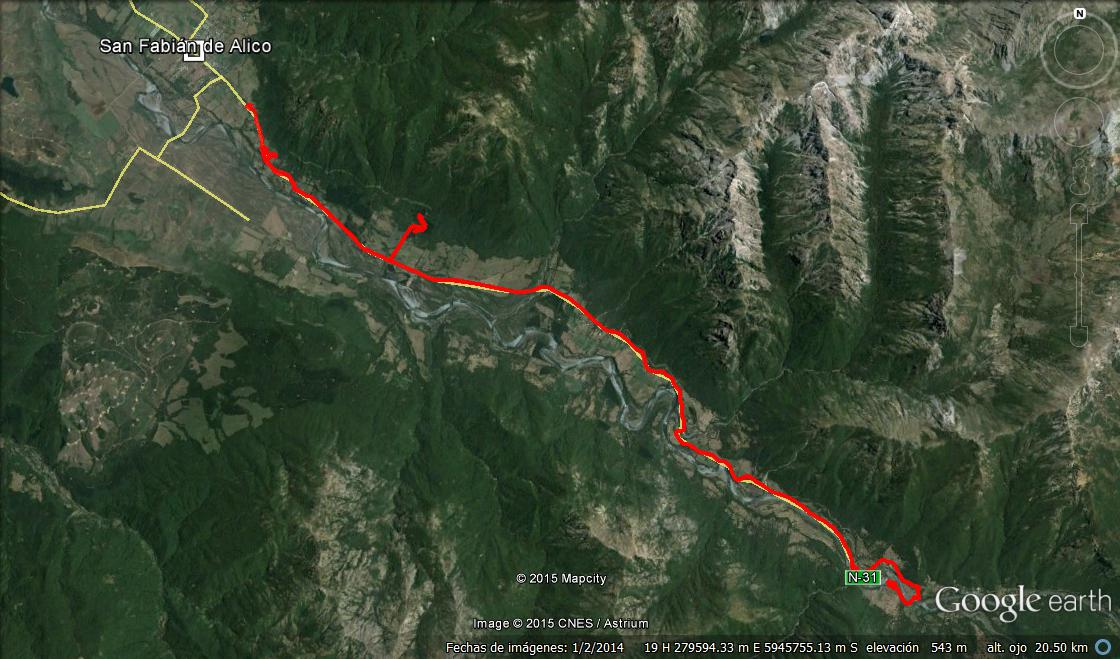 N
San Fabián de Alico
N-31
Google earth
© 2015 Mapcity
Image © 2015 CNES / Astrium
Fechas de imágenes: 1/2/2014 19 H 279594.33 m E 5945755.13 m S elevación 543 m alt. ojo 20.50 km